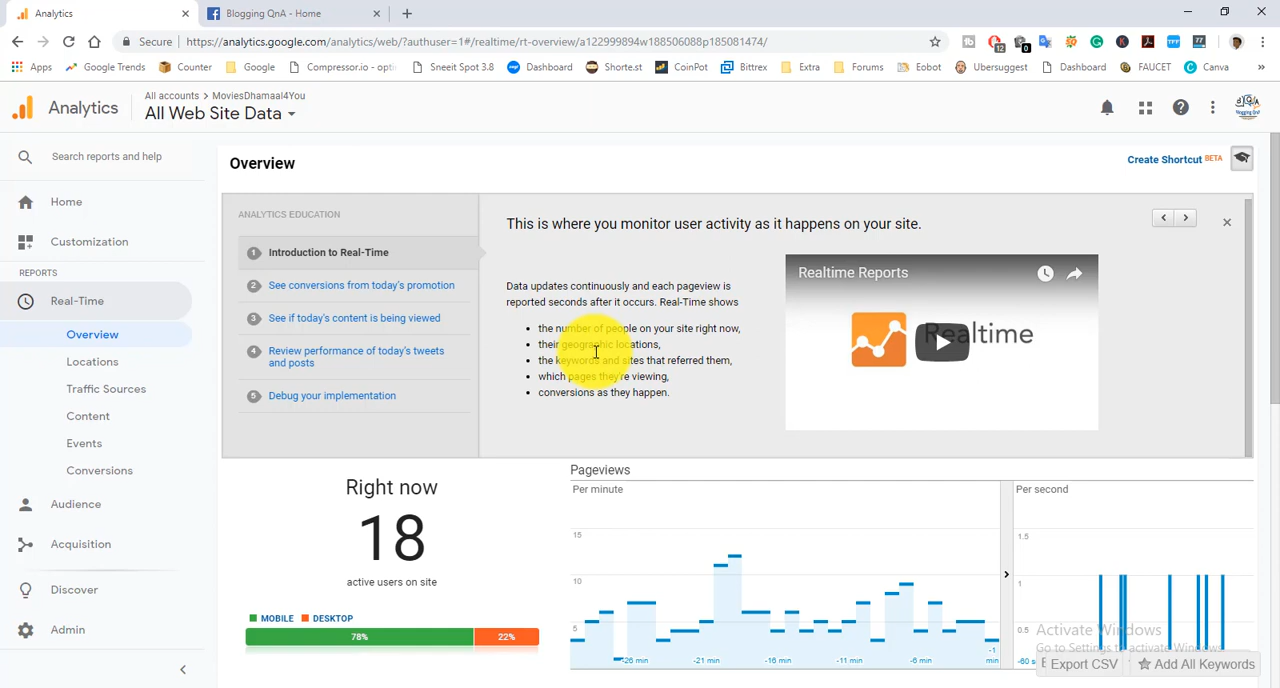 Analytics
Blogging QnA - Home
Secure
https://analytics.google.com/analytics/web/?authuser=1#/realtime/rt-overview/a122999894w188506088p185081474/
12
0
Apps
Google Trends
Counter
Google
Compressor.io - opti
Sneeit Spot 3.8
Dashboard
Shorte.st
CoinPot
Bittrex
Extra
Forums
Eobot
Ubersuggest
Dashboard
FAUCET
Canva
»
Analytics
All accounts > MoviesDhamaal4You
All Web Site Data
Search reports and help
Home
Customization
REPORTS
Real-Time
Overview
Locations
Traffic Sources
Content
Events
Conversions
Audience
Acquisition
Discover
Admin
Overview
Create Shortcut BETA
ANALYTICS EDUCATION
1 Introduction to Real-Time
2 See conversions from today's promotion
3 See if today's content is being viewed
4 Review performance of today's tweets
and posts
5 Debug your implementation
This is where you monitor user activity as it happens on your site.
Data updates continuously and each pageview is
reported seconds after it occurs. Real-Time shows
• the number of people on your site right now,
• their geographic locations,
• the keywords and sites that referred them,
• which pages they're viewing,
• conversions as they happen.
Realtime Reports
Realtime
Right now
18
active users on site
MOBILE DESKTOP
78% 22%
Pageviews
Per minute
15
10
5
-26 min
-21 min
-16 min
-11 min
-6 min
-1
min
Per second
1.5
1
0.5
-60 s
Activate Windows
Go to Settings to activate Windows.
Export CSV
Add All Keywords